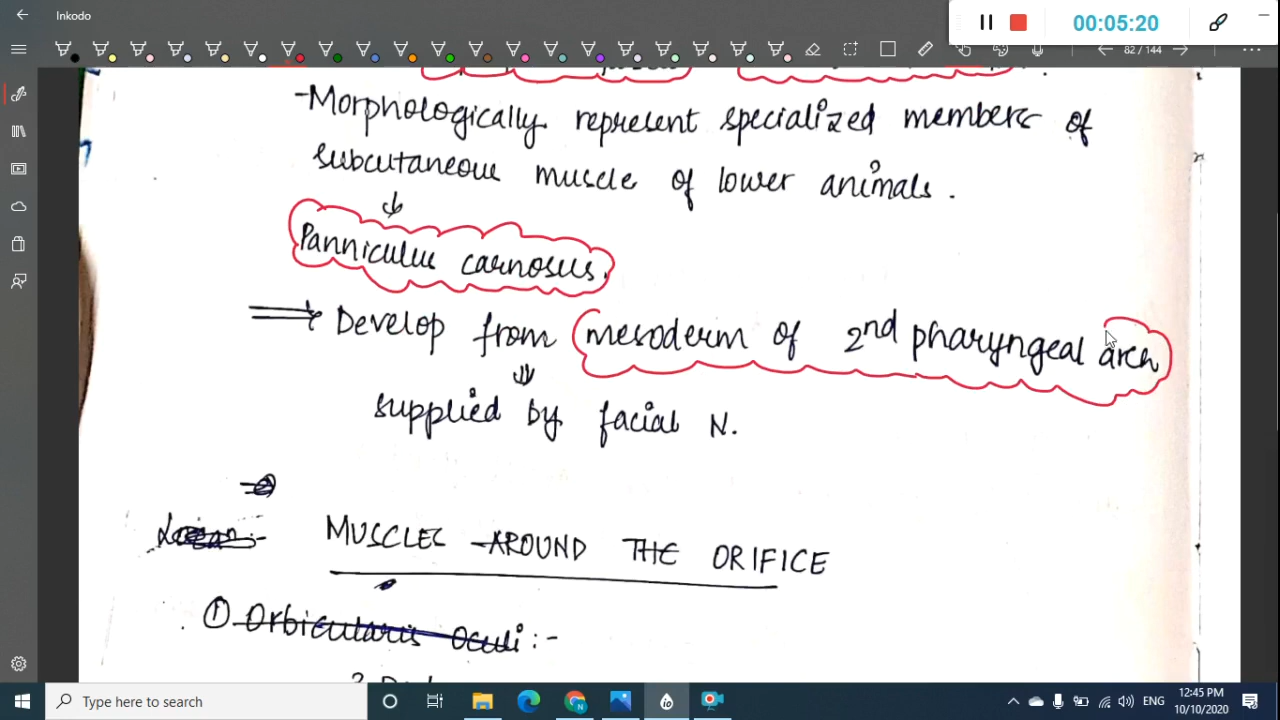 Inkodo
00:05:20
82 / 144
-Morphologically represent specialized members of
subcutaneous muscle of lower animals.
Panniculus carnosus.
Develop from mesoderm of 2nd pharyngeal arch
supplied by facial N.
MUSCLES AROUND THE ORIFICE
① Orbicularis Oculi :-
Type here to search
ENG
12:45 PM
10/10/2020